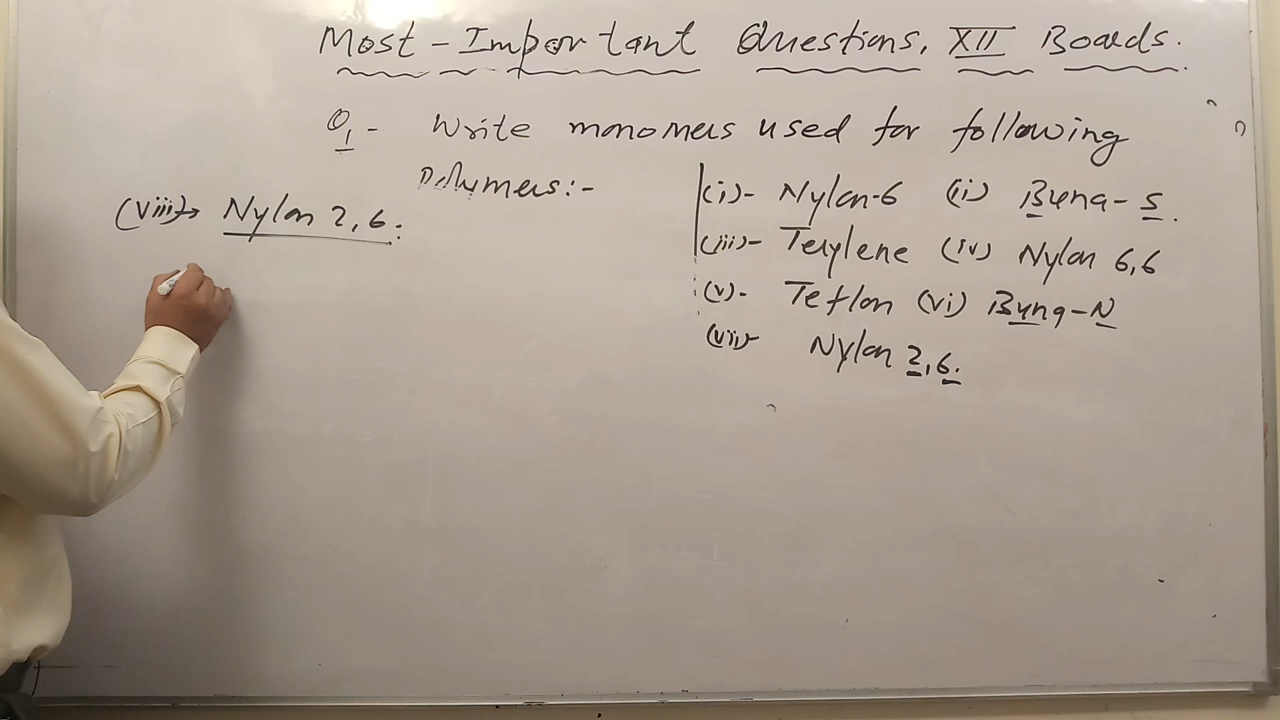 Most-Important Questions, XII Boards.
Q1- Write monomers used for following
Polymers:- (i)- Nylon-6 (ii) Buna-S.
(viii)→ Nylon 2,6:
(iii)- Terylene (iv) Nylon 6,6
(v)- Teflon (vi) Buna-N
(vii)- Nylon 2,6.